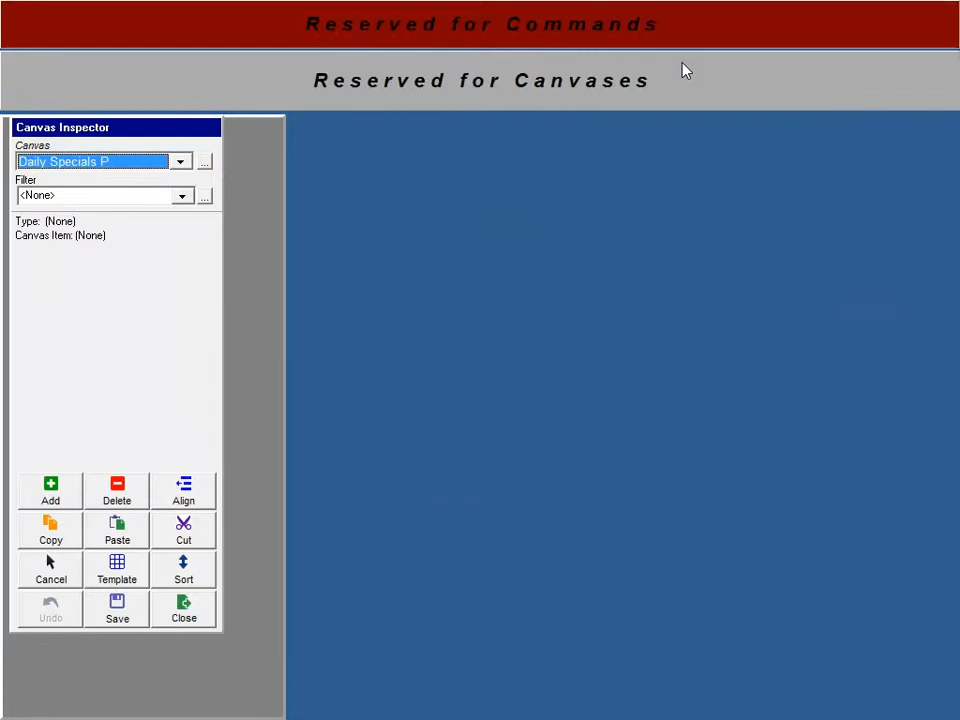 Reserved for Commands
Reserved for Canvases
Canvas Inspector
Canvas
Daily Specials P
...
Filter
<None>
...
Type: (None)
Canvas Item: (None)
Add Delete Align
Copy Paste Cut
Cancel Template Sort
Undo Save Close